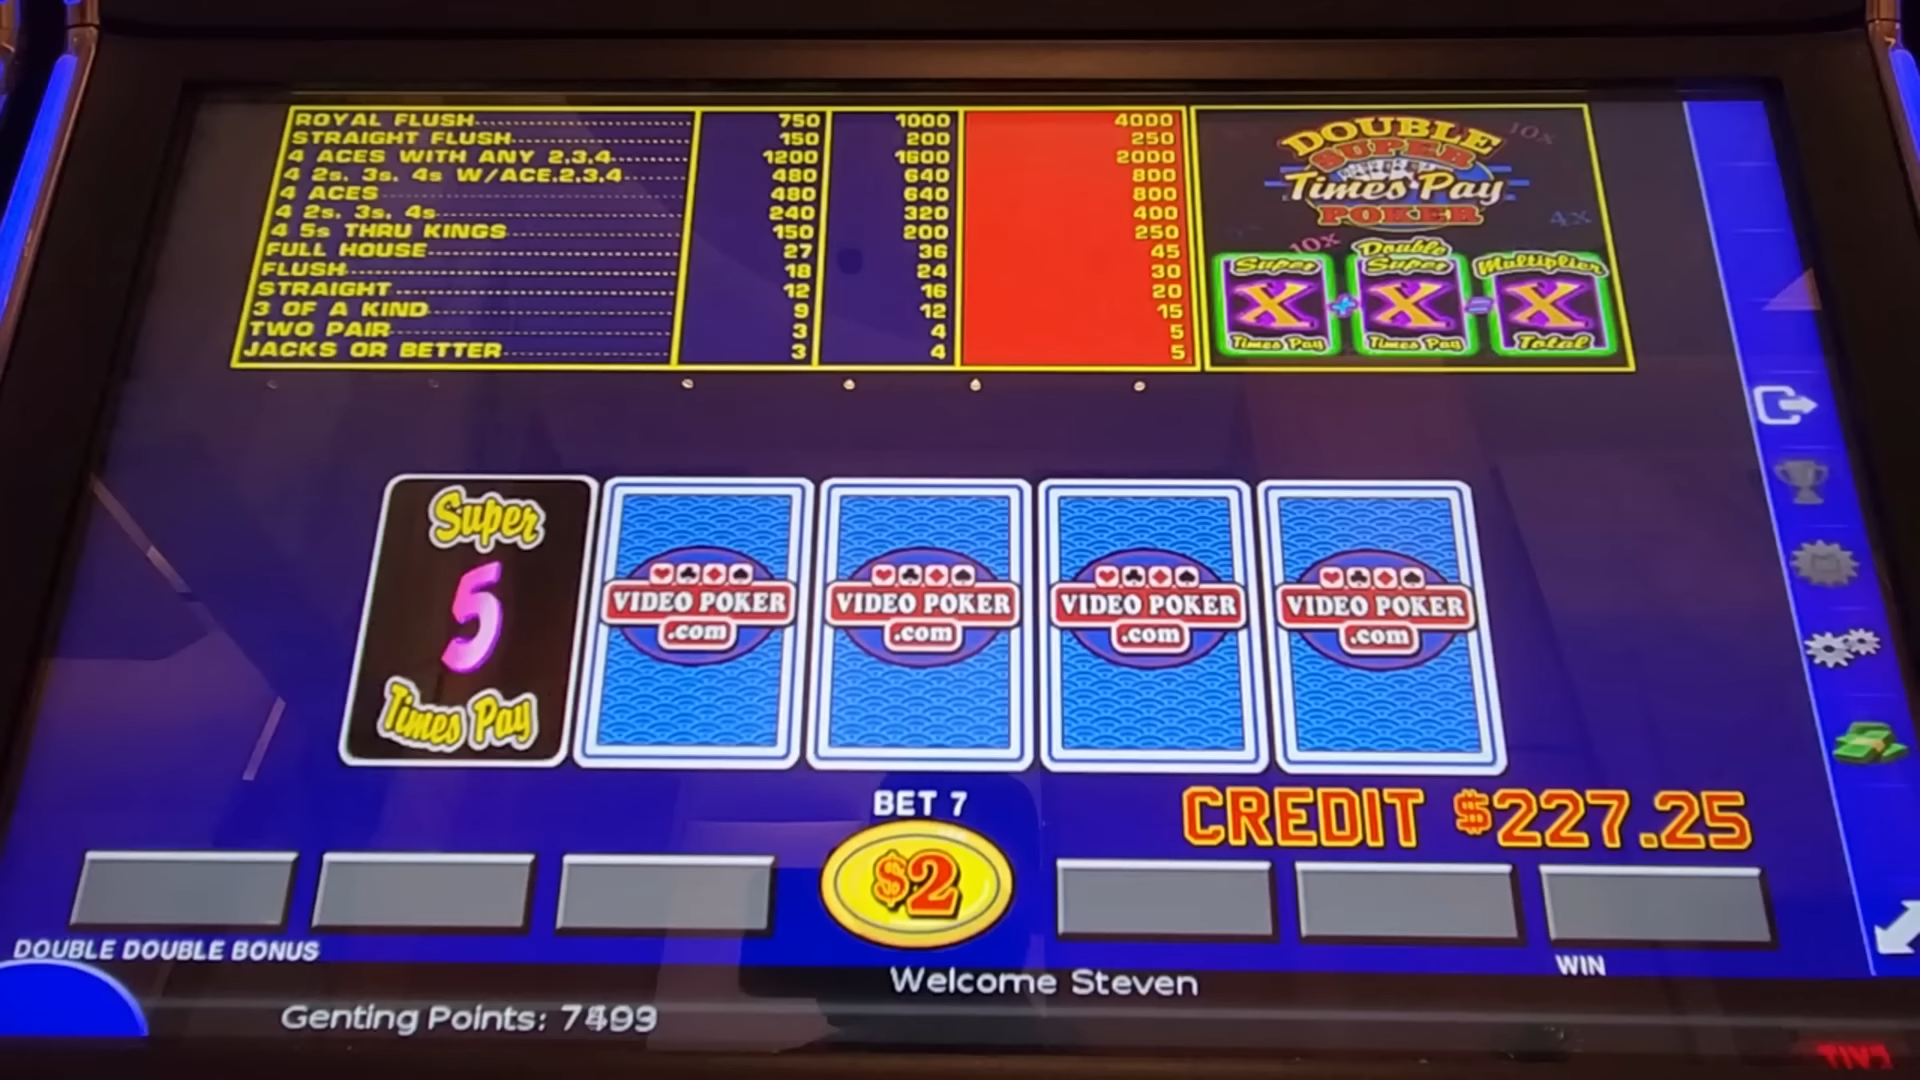 ROYAL FLUSH 750 1000 4000
STRAIGHT FLUSH 150 200 250
4 ACES WITH ANY 2,3,4 1200 1600 2000
4 2s, 3s, 4s W/ACE,2,3,4 480 640 800
4 ACES 480 640 800
4 2s, 3s, 4s 240 320 400
4 5s THRU KINGS 150 200 250
FULL HOUSE 27 36 45
FLUSH 18 24 30
STRAIGHT 12 16 20
3 OF A KIND 9 12 15
TWO PAIR 3 4 5
JACKS OR BETTER 3 4 5
DOUBLE
SUPER
Times Pay
POKER
10x
4x
10x
Super X Times Pay
+
Double Super X Times Pay
=
Multiplier X Total
Super
5
Times Pay
VIDEO POKER
.com
VIDEO POKER
.com
VIDEO POKER
.com
VIDEO POKER
.com
BET 7
CREDIT $227.25
$2
DOUBLE DOUBLE BONUS
WIN
Welcome Steven
Genting Points: